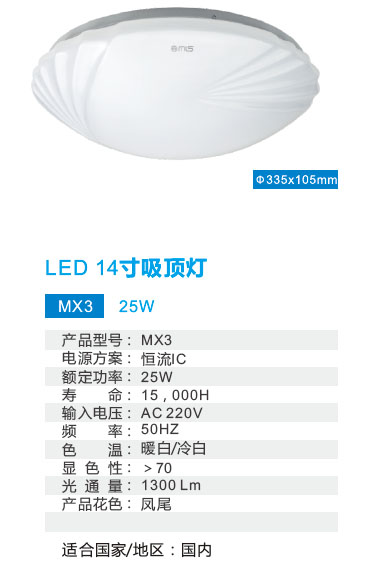 Φ335x105mm
LED 14寸吸顶灯
MX3 25W
产品型号：MX3
电源方案：恒流IC
额定功率：25W
寿 命：15，000H
输入电压：AC 220V
频 率：50HZ
色 温：暖白/冷白
显 色 性：＞70
光 通 量：1300 Lm
产品花色：凤尾
适合国家/地区：国内